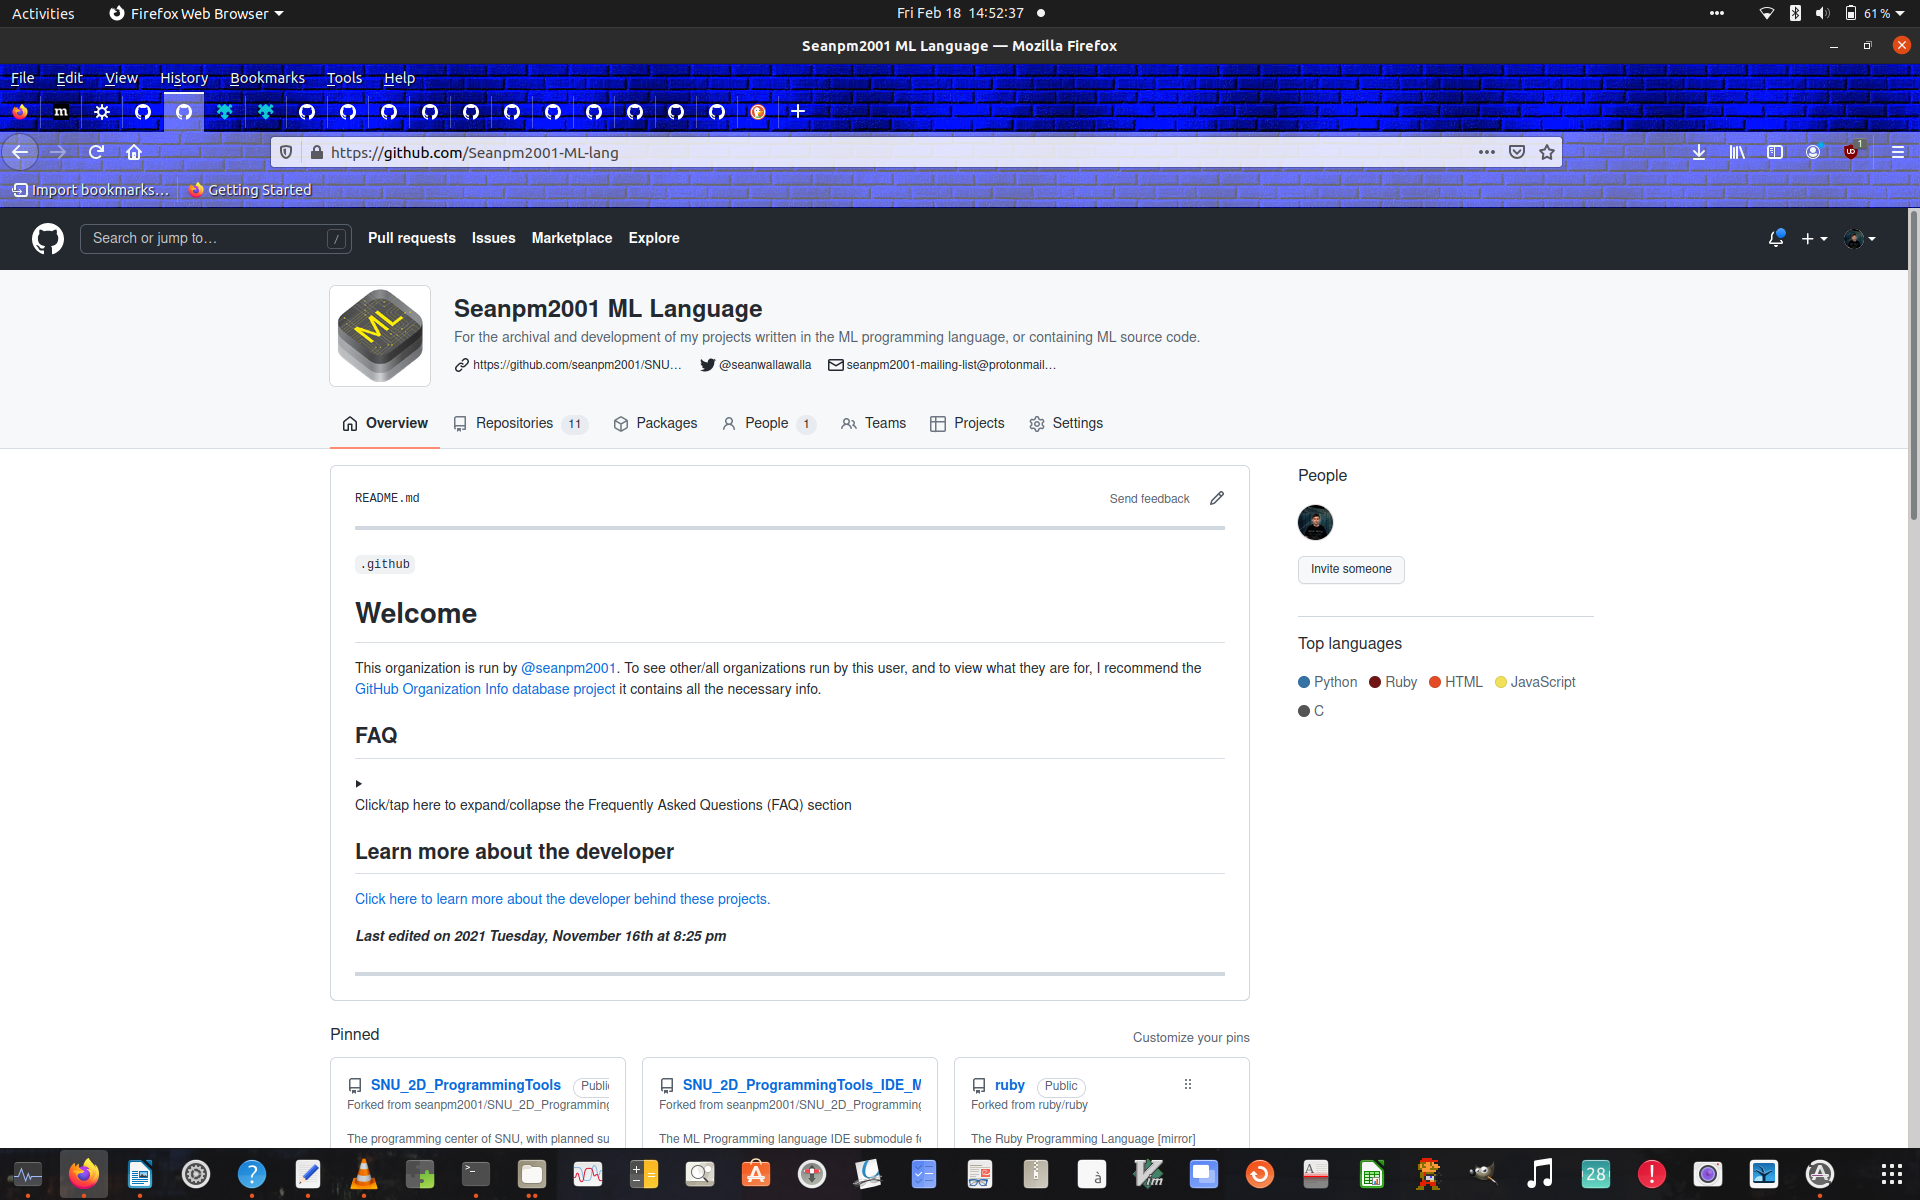 Activities
Firefox Web Browser
Fri Feb 18 14:52:37
61 %
Seanpm2001 ML Language — Mozilla Firefox
File Edit View History Bookmarks Tools Help
m
https://github.com/Seanpm2001-ML-lang
1
Import bookmarks…
Getting Started
Search or jump to…
/
Pull requests Issues Marketplace Explore
ML
Seanpm2001 ML Language
For the archival and development of my projects written in the ML programming language, or containing ML source code.
https://github.com/seanpm2001/SNU… @seanwallawalla seanpm2001-mailing-list@protonmail…
Overview Repositories 11 Packages People 1 Teams Projects Settings
README.md
Send feedback
.github
Welcome
This organization is run by @seanpm2001. To see other/all organizations run by this user, and to view what they are for, I recommend the
GitHub Organization Info database project it contains all the necessary info.
FAQ
Click/tap here to expand/collapse the Frequently Asked Questions (FAQ) section
Learn more about the developer
Click here to learn more about the developer behind these projects.
Last edited on 2021 Tuesday, November 16th at 8:25 pm
People
Invite someone
Top languages
Python Ruby HTML JavaScript
C
Pinned
Customize your pins
SNU_2D_ProgrammingTools Publi
Forked from seanpm2001/SNU_2D_Programming
The programming center of SNU, with planned su
SNU_2D_ProgrammingTools_IDE_M
Forked from seanpm2001/SNU_2D_Programming
The ML Programming language IDE submodule fo
ruby Public
Forked from ruby/ruby
The Ruby Programming Language [mirror]
28